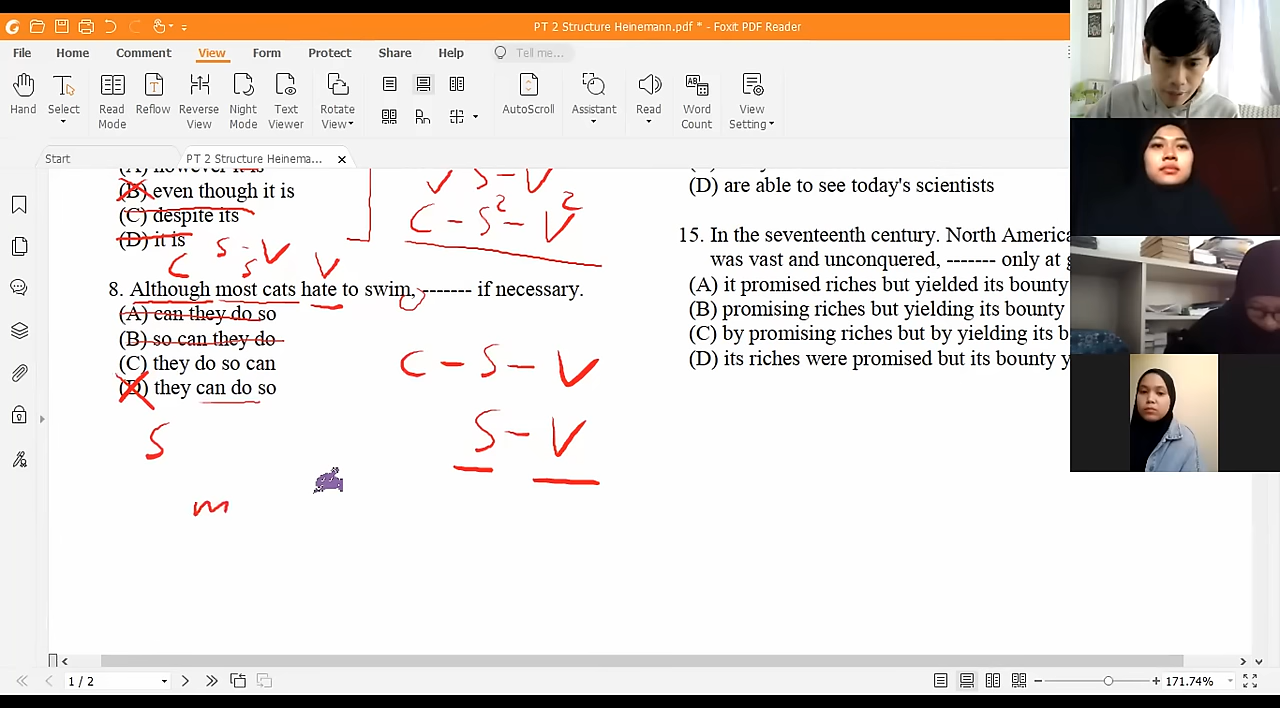 PT 2 Structure Heinemann.pdf * - Foxit PDF Reader
File Home Comment View Form Protect Share Help Tell me...
Hand Select Read Mode Reflow Reverse View Night Mode Text Viewer Rotate View AutoScroll Assistant Read Word Count View Setting
Start PT 2 Structure Heinema...
(A) however it is
(B) even though it is
(C) despite its
(D) it is
V S - V
C - S² - V²
S - V
C S V
8. Although most cats hate to swim, ------- if necessary.
(A) can they do so
(B) so can they do
(C) they do so can
(D) they can do so
C - S - V
S - V
S
m
(D) are able to see today's scientists
15. In the seventeenth century. North America
was vast and unconquered, ------- only at
(A) it promised riches but yielded its bounty
(B) promising riches but yielding its bounty
(C) by promising riches but by yielding its b
(D) its riches were promised but its bounty y
1 / 2
171.74%